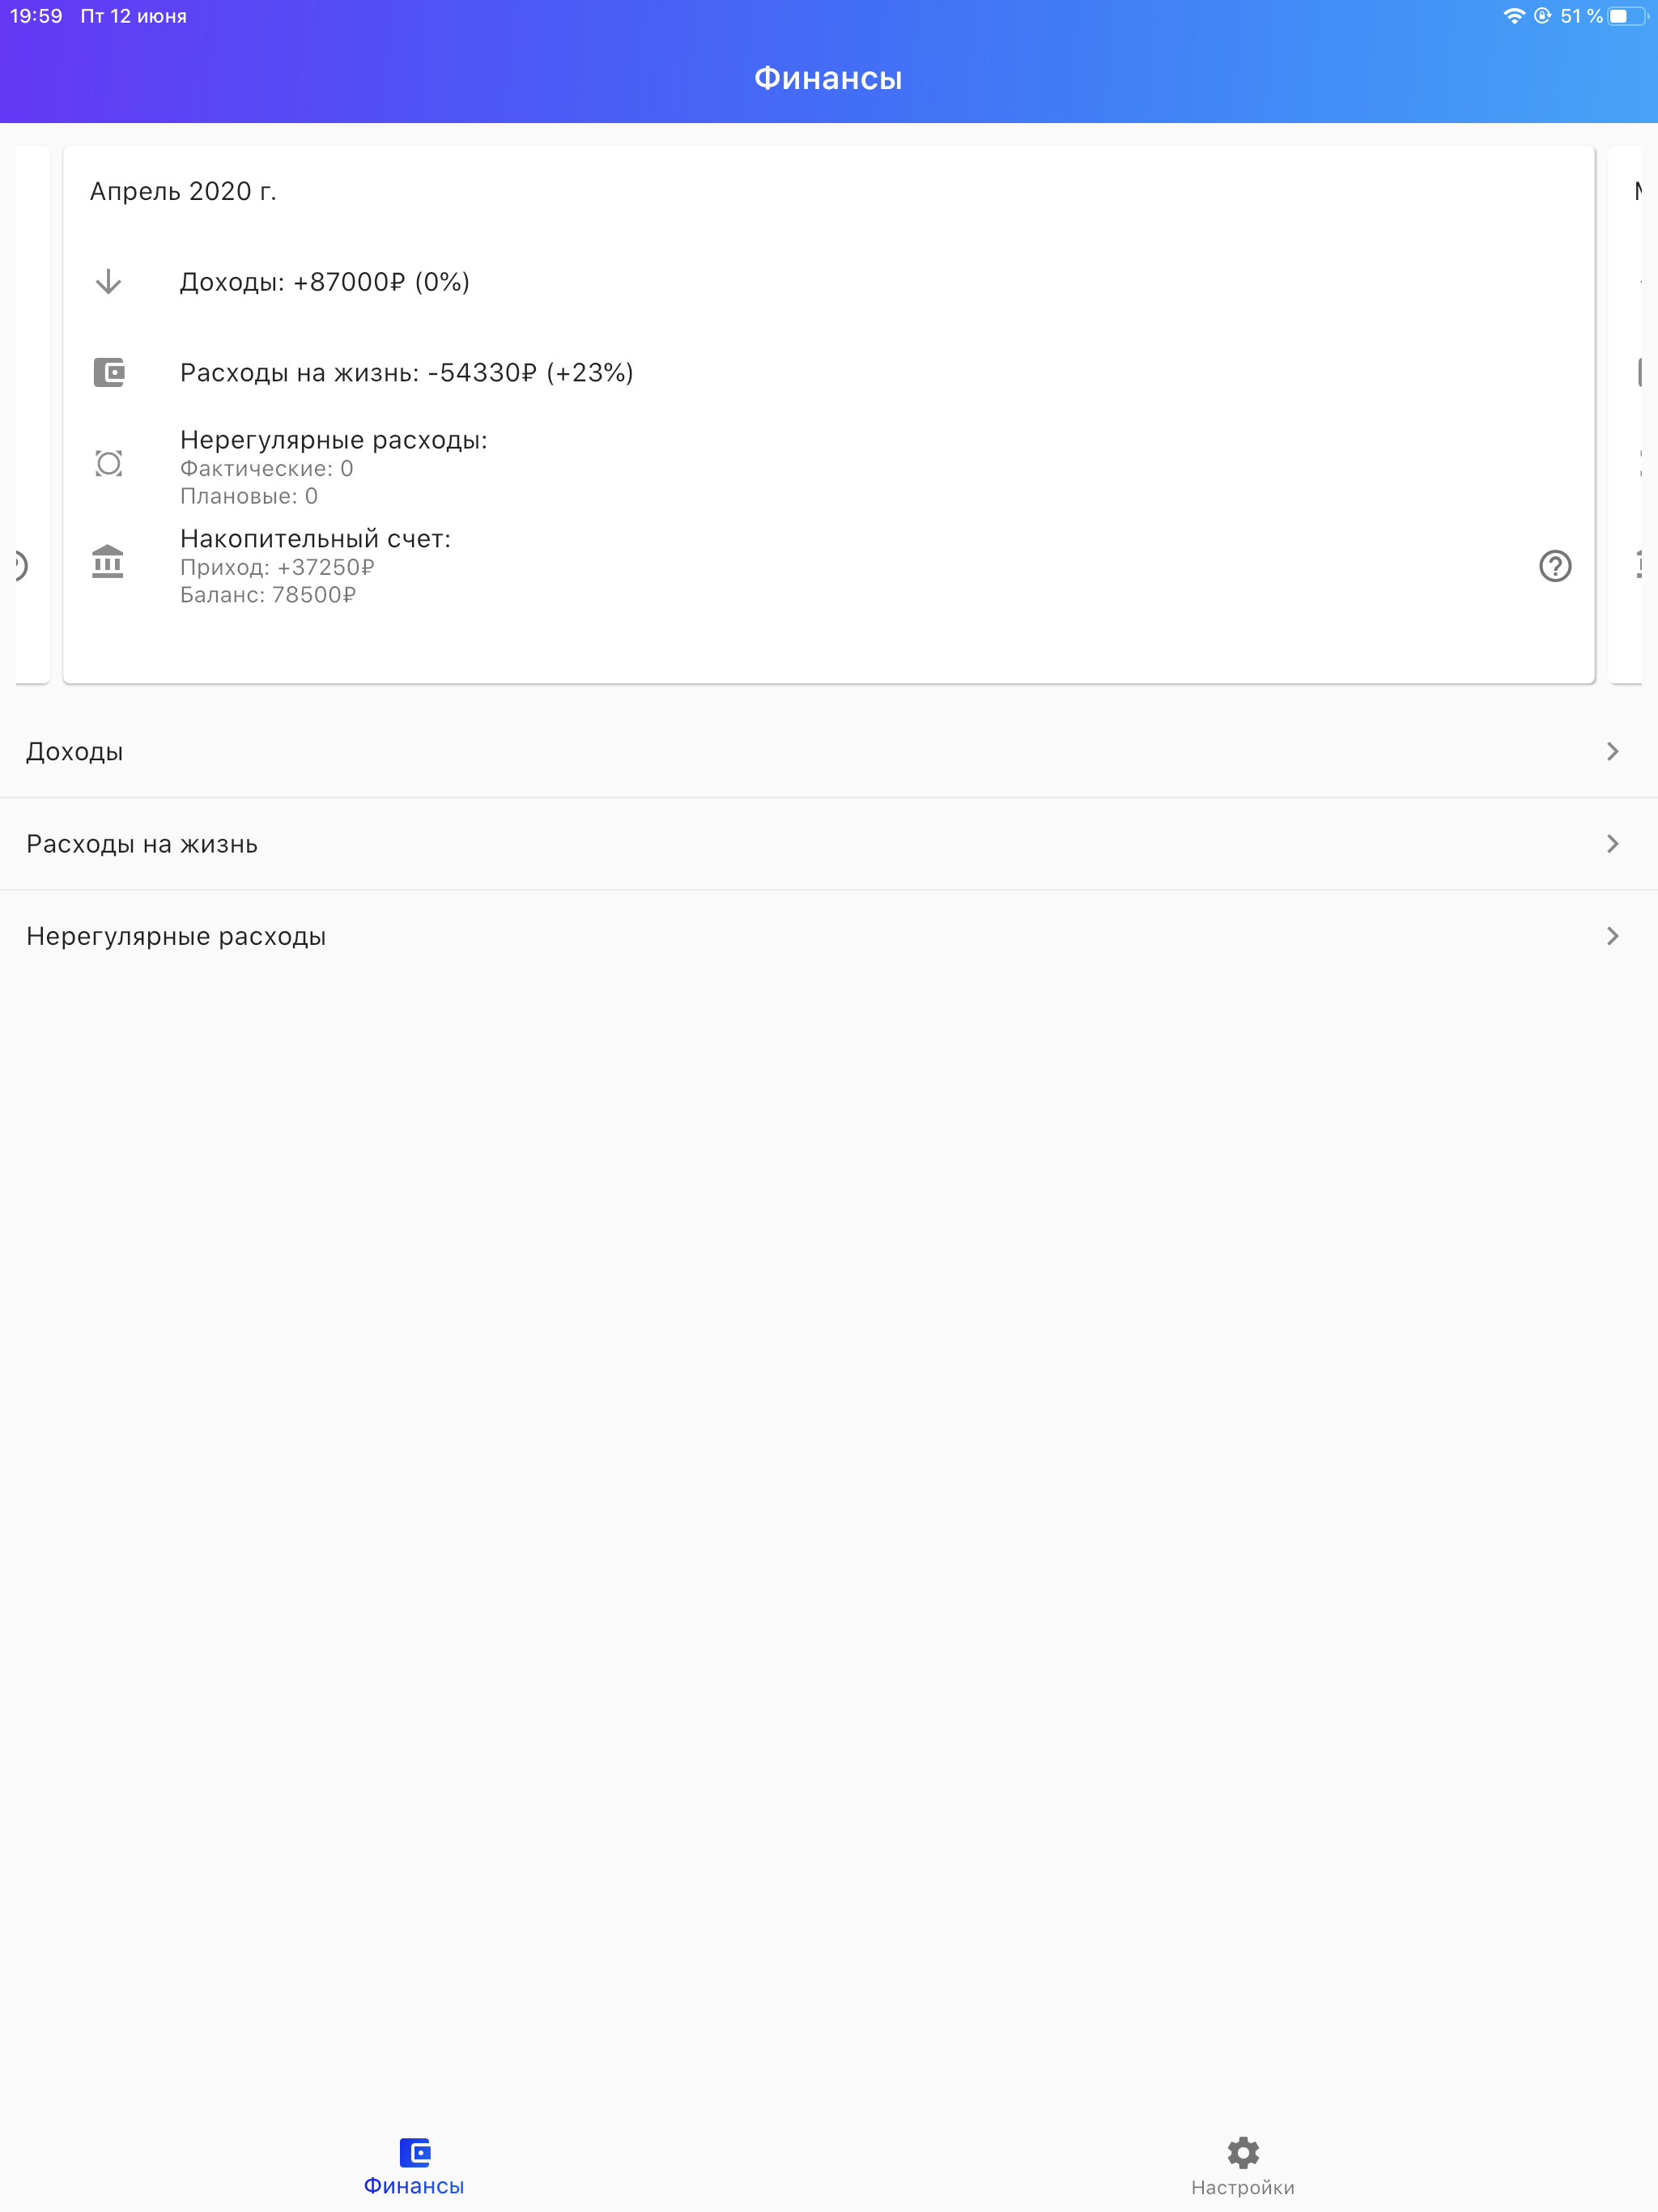 19:59 Пт 12 июня
51 %
Финансы
Апрель 2020 г.
Доходы: +87000₽ (0%)
Расходы на жизнь: -54330₽ (+23%)
Нерегулярные расходы:
Фактические: 0
Плановые: 0
Накопительный счет:
Приход: +37250₽
Баланс: 78500₽
Доходы
Расходы на жизнь
Нерегулярные расходы
Финансы
Настройки